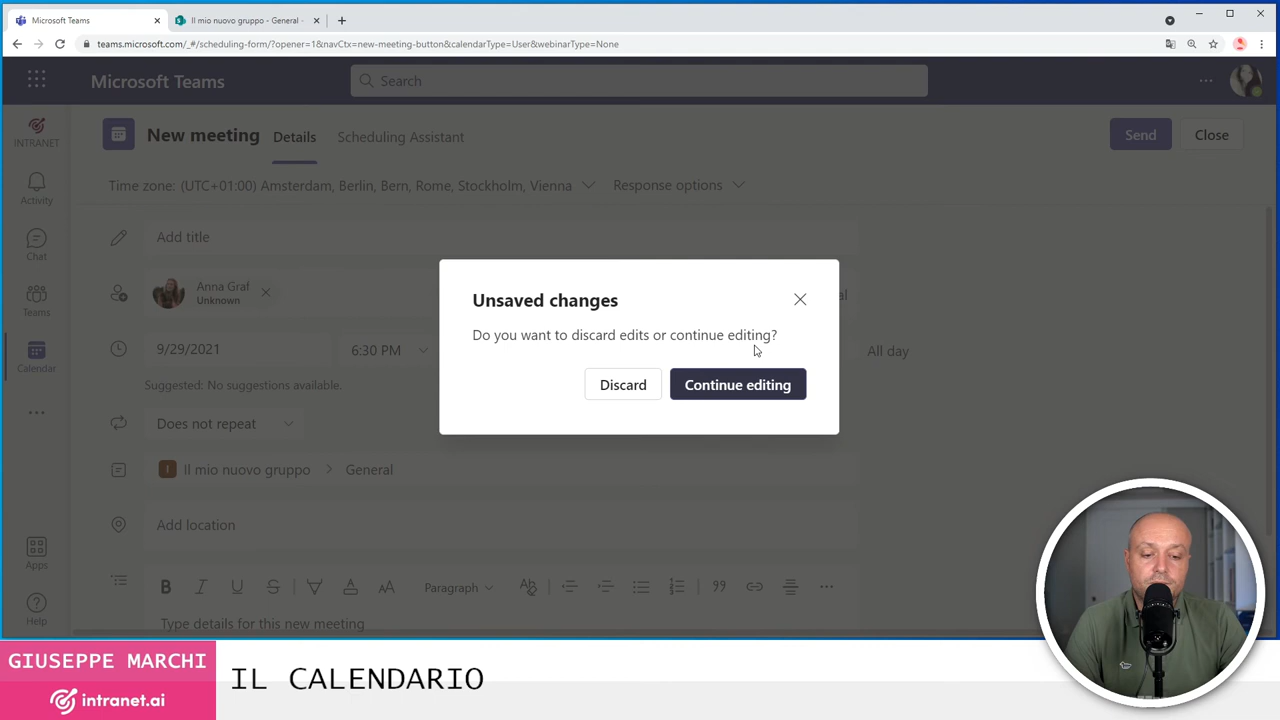 Microsoft Teams
Il mio nuovo gruppo - General -
teams.microsoft.com/_#/scheduling-form/?opener=1&navCtx=new-meeting-button&calendarType=User&webinarType=None
Microsoft Teams
Search
INTRANET
Activity
Chat
Teams
Calendar
Apps
Help
New meeting
Details
Scheduling Assistant
Send
Close
Time zone: (UTC+01:00) Amsterdam, Berlin, Bern, Rome, Stockholm, Vienna
Response options
Add title
Anna Graf
Unknown
9/29/2021
6:30 PM
All day
Suggested: No suggestions available.
Does not repeat
Il mio nuovo gruppo > General
Add location
Paragraph
Type details for this new meeting
Unsaved changes
Do you want to discard edits or continue editing?
Discard
Continue editing
GIUSEPPE MARCHI
intranet.ai
IL CALENDARIO